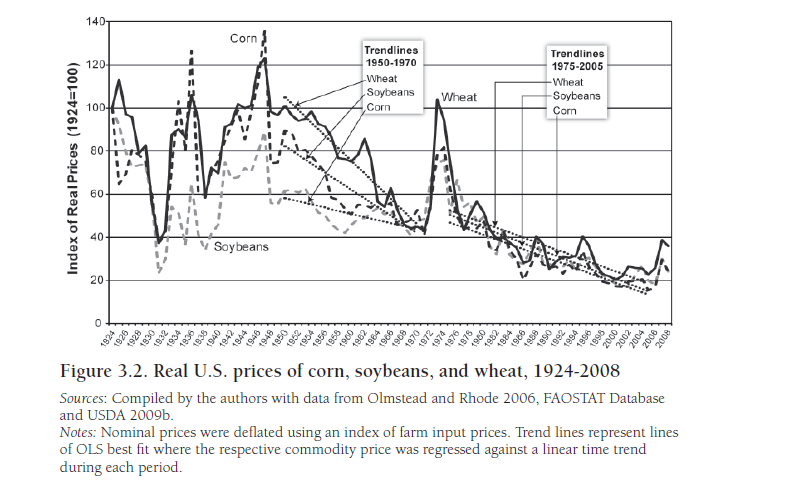 Index of Real Prices (1924=100)
140
120
100
80
60
40
20
0
Corn
Wheat
Soybeans
Trendlines
1950-1970
Wheat
Soybeans
Corn
Trendlines
1975-2005
Wheat
Soybeans
Corn
1924 1926 1928 1930 1932 1934 1936 1938 1940 1942 1944 1946 1948 1950 1952 1954 1956 1958 1960 1962 1964 1966 1968 1970 1972 1974 1976 1978 1980 1982 1984 1986 1988 1990 1992 1994 1996 1998 2000 2002 2004 2006 2008
Figure 3.2. Real U.S. prices of corn, soybeans, and wheat, 1924-2008
Sources: Compiled by the authors with data from Olmstead and Rhode 2006, FAOSTAT Database
and USDA 2009b.
Notes: Nominal prices were deflated using an index of farm input prices. Trend lines represent lines
of OLS best fit where the respective commodity price was regressed against a linear time trend
during each period.